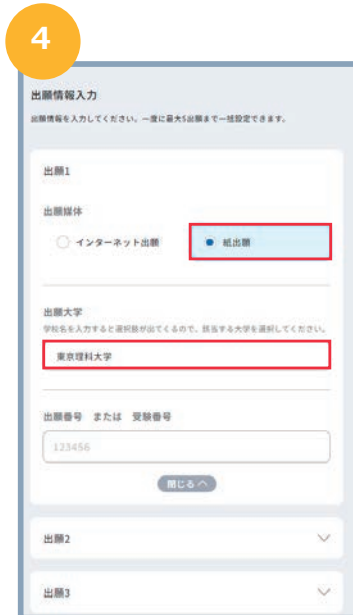 4
出願情報入力
出願情報を入力してください。一度に最大5出願まで一括設定できます。
出願1
出願媒体
インターネット出願 紙出願
出願大学
学校名を入力すると選択肢が出てくるので、該当する大学を選択してください。
東京理科大学
出願番号 または 受験番号
123456
閉じる
出願2
出願3